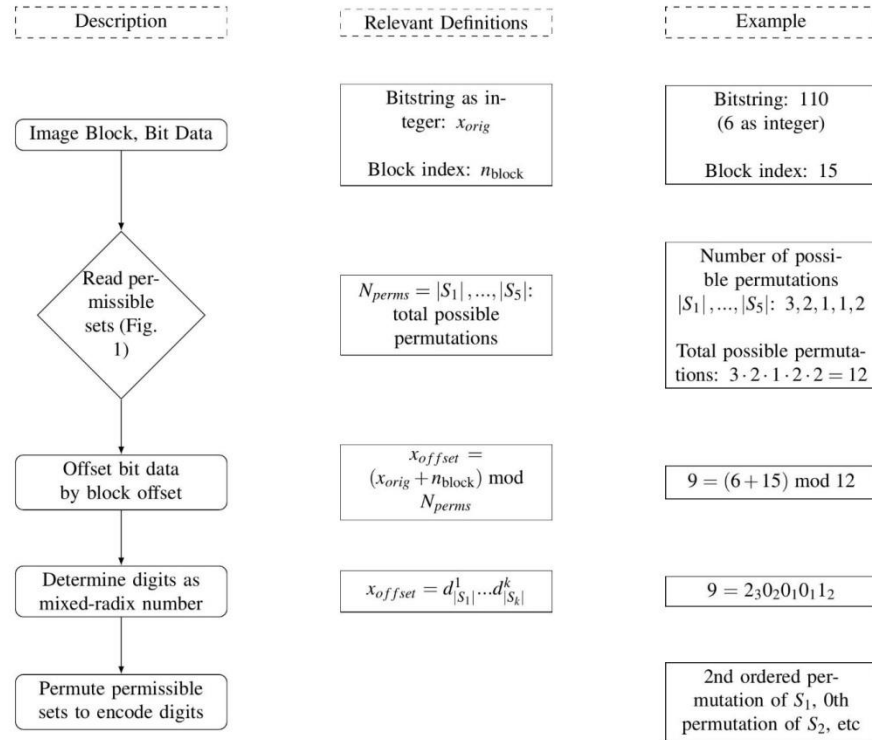 Description
Relevant Definitions
Example
Image Block, Bit Data
Bitstring as in-
teger: x_orig
Block index: n_block
Bitstring: 110
(6 as integer)
Block index: 15
Read per-
missible
sets (Fig.
1)
N_perms = |S_1|,...,|S_5|:
total possible
permutations
Number of possi-
ble permutations
|S_1|,...,|S_5|: 3,2,1,1,2
Total possible permuta-
tions: 3 · 2 · 1 · 2 · 2 = 12
Offset bit data
by block offset
x_offset =
(x_orig + n_block) mod
N_perms
9 = (6+15) mod 12
Determine digits as
mixed-radix number
x_offset = d^1_|S_1|...d^k_|S_k|
9 = 2_3 0_2 0_1 0_1 1_2
Permute permissible
sets to encode digits
2nd ordered per-
mutation of S_1, 0th
permutation of S_2, etc